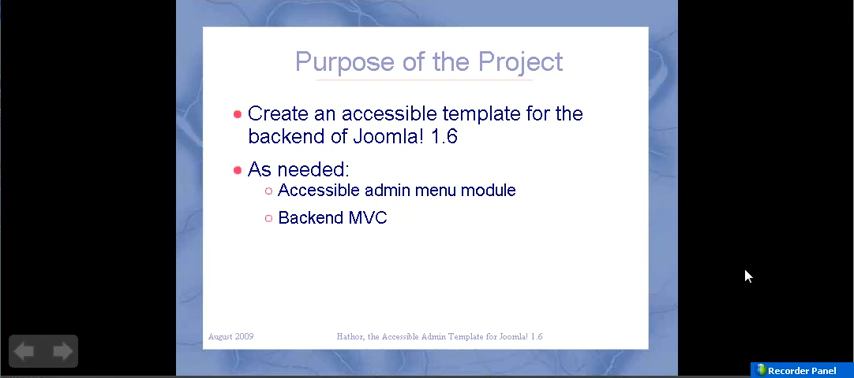 Purpose of the Project
Create an accessible template for the
backend of Joomla! 1.6
As needed:
Accessible admin menu module
Backend MVC
August 2009
Hathor, the Accessible Admin Template for Joomla! 1.6
Recorder Panel